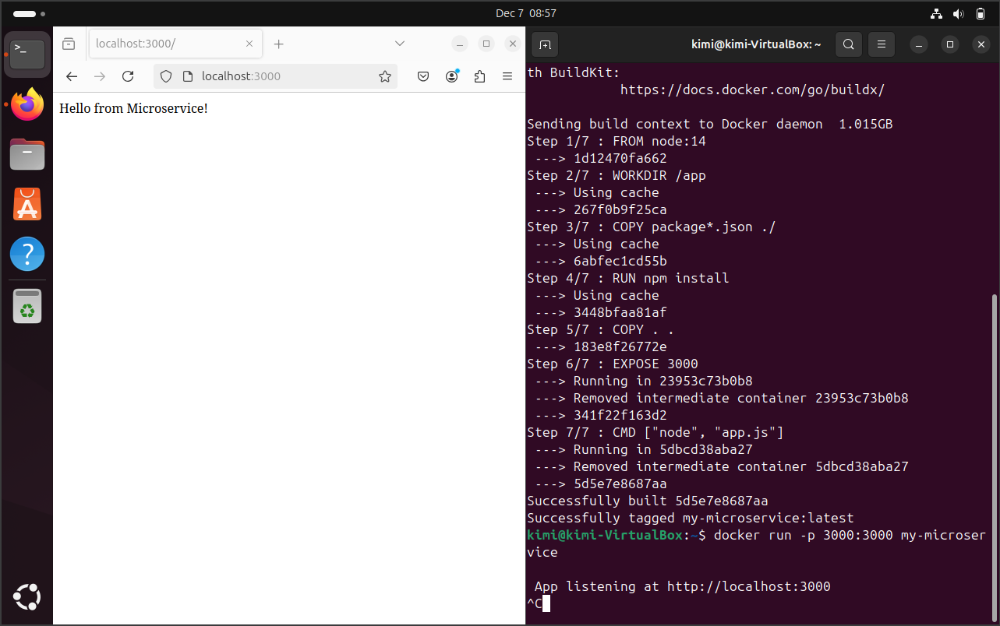 Dec 7 08:57
localhost:3000/
localhost:3000
Hello from Microservice!
kimi@kimi-VirtualBox: ~
th BuildKit:
https://docs.docker.com/go/buildx/
Sending build context to Docker daemon  1.015GB
Step 1/7 : FROM node:14
 ---> 1d12470fa662
Step 2/7 : WORKDIR /app
 ---> Using cache
 ---> 267f0b9f25ca
Step 3/7 : COPY package*.json ./
 ---> Using cache
 ---> 6abfec1cd55b
Step 4/7 : RUN npm install
 ---> Using cache
 ---> 3448bfaa81af
Step 5/7 : COPY . .
 ---> 183e8f26772e
Step 6/7 : EXPOSE 3000
 ---> Running in 23953c73b0b8
 ---> Removed intermediate container 23953c73b0b8
 ---> 341f22f163d2
Step 7/7 : CMD ["node", "app.js"]
 ---> Running in 5dbcd38aba27
 ---> Removed intermediate container 5dbcd38aba27
 ---> 5d5e7e8687aa
Successfully built 5d5e7e8687aa
Successfully tagged my-microservice:latest
kimi@kimi-VirtualBox:~$ docker run -p 3000:3000 my-microser
vice
App listening at http://localhost:3000
^C